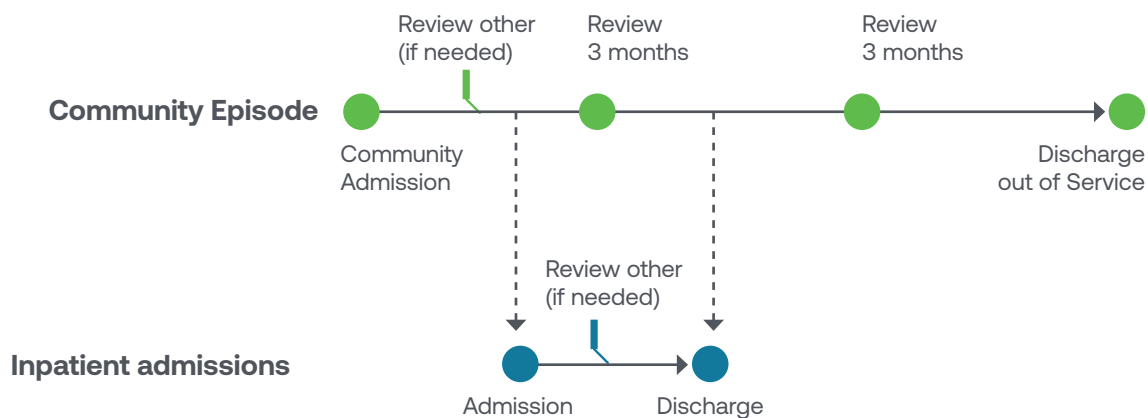 Review other
(if needed)
Review
3 months
Review
3 months
Community Episode
Community
Admission
Discharge
out of Service
Review other
(if needed)
Inpatient admissions
Admission
Discharge